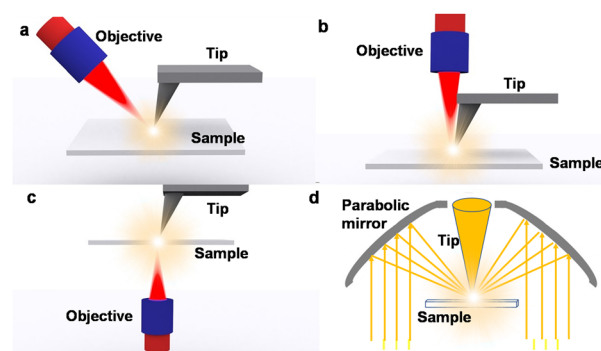 a
Objective
Tip
Sample
b
Objective
Tip
Sample
c
Tip
Sample
Objective
d
Parabolic
mirror
Tip
Sample